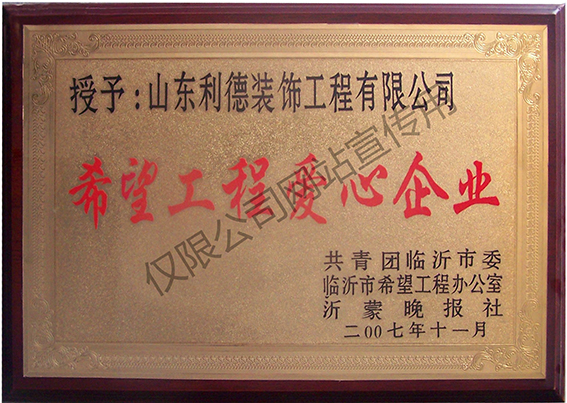 授予：山东利德装饰工程有限公司
希望工程爱心企业
共青团临沂市委
临沂市希望工程办公室
沂蒙晚报社
二00七年十一月
仅限公司网站宣传用